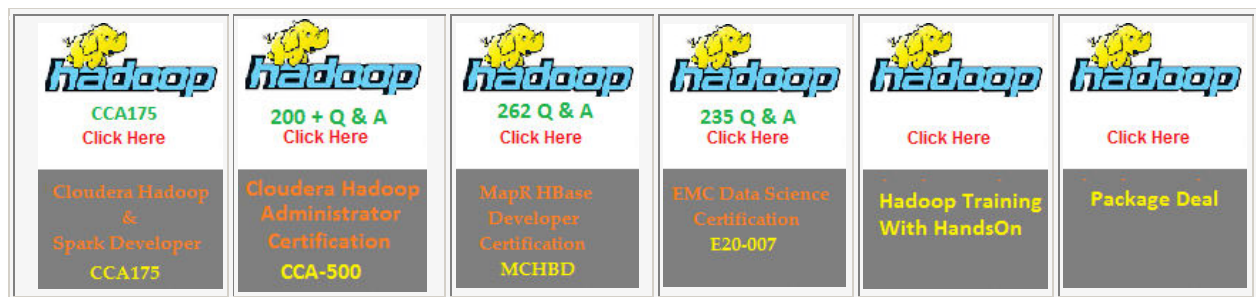 hadoop
CCA175
Click Here
Cloudera Hadoop
&
Spark Developer
CCA175
hadoop
200 + Q & A
Click Here
Cloudera Hadoop
Administrator
Certification
CCA-500
hadoop
262 Q & A
Click Here
MapR HBase
Developer
Certification
MCHBD
hadoop
235 Q & A
Click Here
EMC Data Science
Certification
E20-007
hadoop
Click Here
Hadoop Training
With HandsOn
hadoop
Click Here
Package Deal